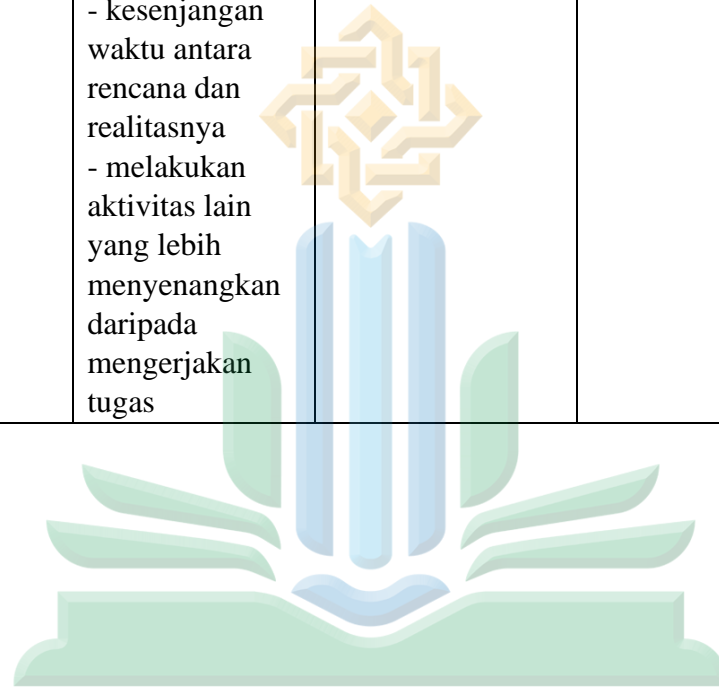 - kesenjangan
waktu antara
rencana dan
realitasnya
- melakukan
aktivitas lain
yang lebih
menyenangkan
daripada
mengerjakan
tugas